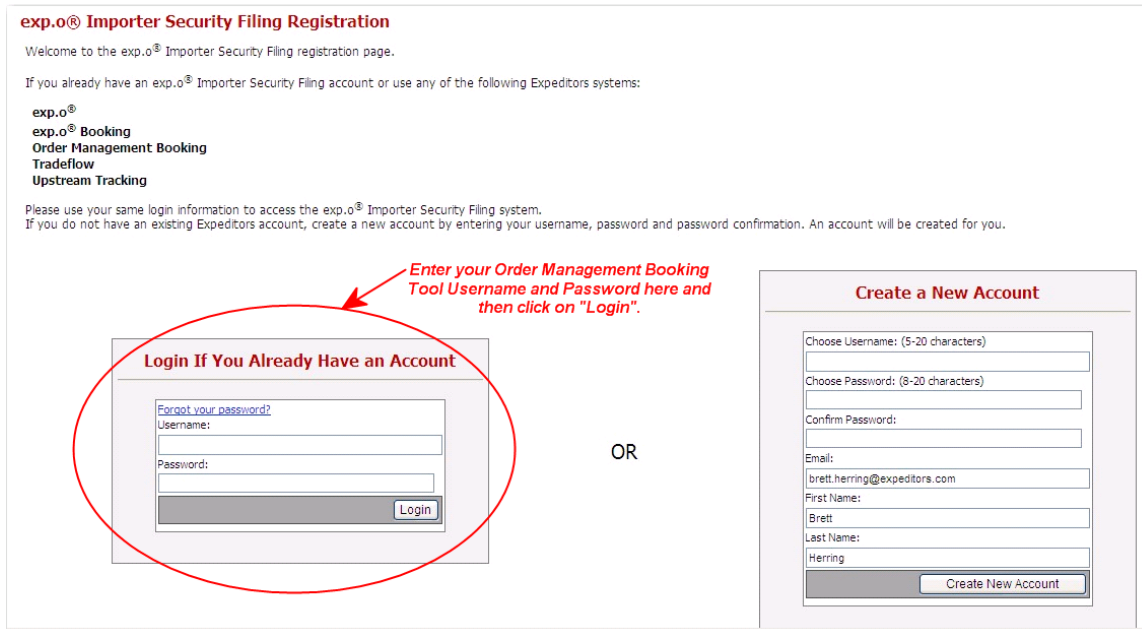 exp.o® Importer Security Filing Registration
Welcome to the exp.o® Importer Security Filing registration page.
If you already have an exp.o® Importer Security Filing account or use any of the following Expeditors systems:
exp.o®
exp.o® Booking
Order Management Booking
Tradeflow
Upstream Tracking
Please use your same login information to access the exp.o® Importer Security Filing system.
If you do not have an existing Expeditors account, create a new account by entering your username, password and password confirmation. An account will be created for you.
Enter your Order Management Booking
Tool Username and Password here and
then click on "Login".
Login If You Already Have an Account
Forgot your password?
Username:
Password:
Login
OR
Create a New Account
Choose Username: (5-20 characters)
Choose Password: (8-20 characters)
Confirm Password:
Email:
brett.herring@expeditors.com
First Name:
Brett
Last Name:
Herring
Create New Account